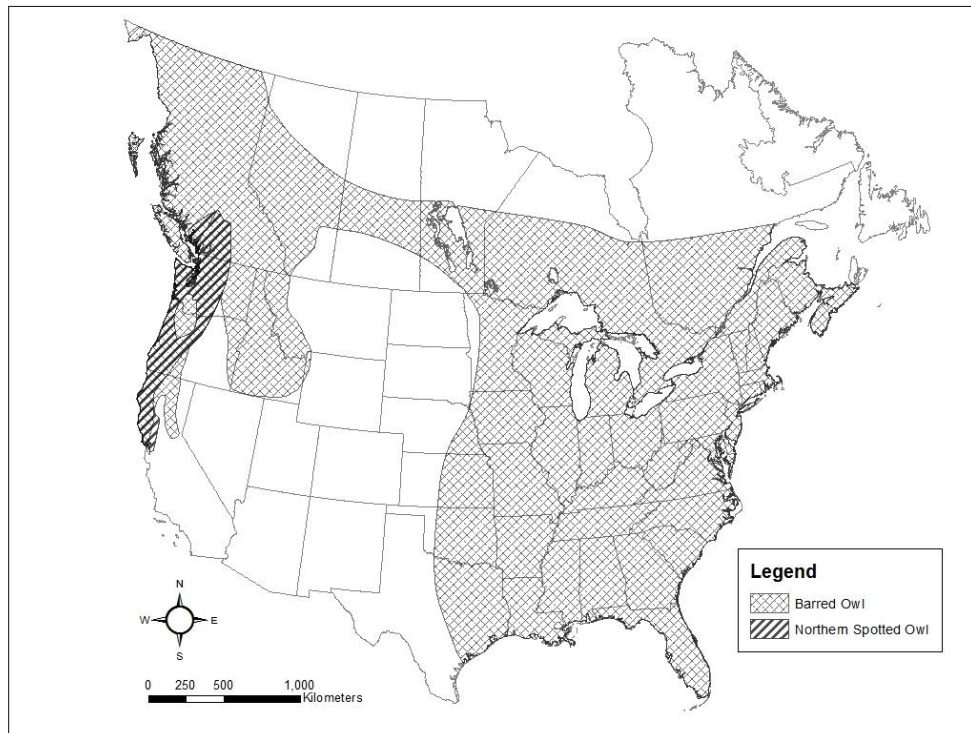 Legend
Barred Owl
Northern Spotted Owl
N
W E
S
0 250 500 1,000
Kilometers